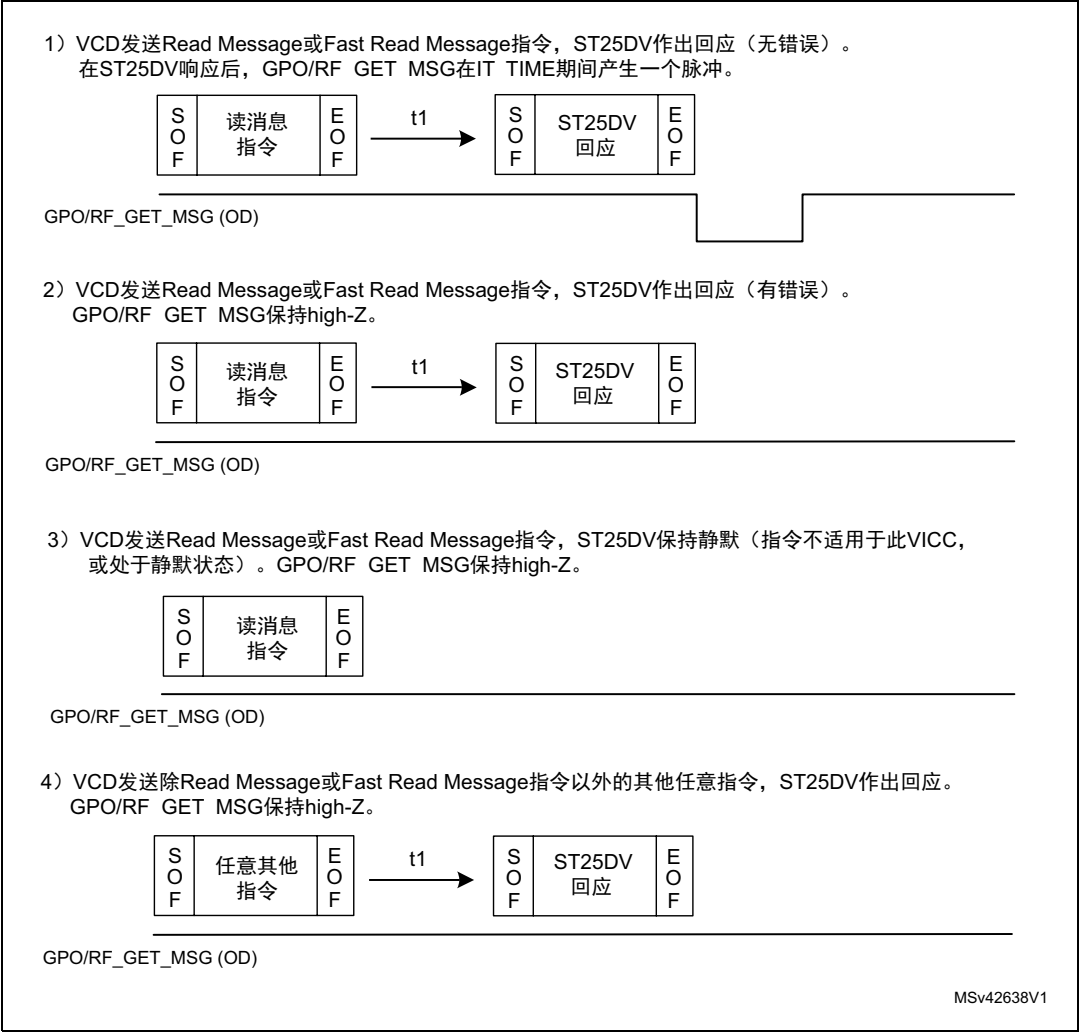 1）VCD发送Read Message或Fast Read Message指令，ST25DV作出回应（无错误）。
在ST25DV响应后，GPO/RF GET MSG在IT TIME期间产生一个脉冲。
S
O
F
读消息
指令
E
O
F
t1
S
O
F
ST25DV
回应
E
O
F
GPO/RF_GET_MSG (OD)
2）VCD发送Read Message或Fast Read Message指令，ST25DV作出回应（有错误）。
GPO/RF GET MSG保持high-Z。
S
O
F
读消息
指令
E
O
F
t1
S
O
F
ST25DV
回应
E
O
F
GPO/RF_GET_MSG (OD)
3）VCD发送Read Message或Fast Read Message指令，ST25DV保持静默（指令不适用于此VICC，
或处于静默状态）。GPO/RF GET MSG保持high-Z。
S
O
F
读消息
指令
E
O
F
GPO/RF_GET_MSG (OD)
4）VCD发送除Read Message或Fast Read Message指令以外的其他任意指令，ST25DV作出回应。
GPO/RF GET MSG保持high-Z。
S
O
F
任意其他
指令
E
O
F
t1
S
O
F
ST25DV
回应
E
O
F
GPO/RF_GET_MSG (OD)
MSv42638V1